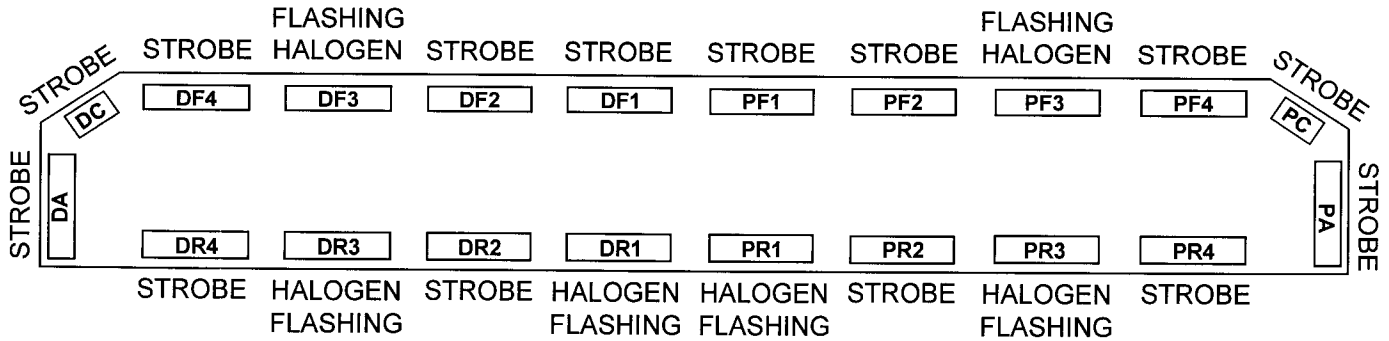 FLASHING FLASHING
STROBE STROBE HALOGEN STROBE STROBE STROBE STROBE HALOGEN STROBE STROBE
DC DF4 DF3 DF2 DF1 PF1 PF2 PF3 PF4 PC
STROBE DA PA STROBE
DR4 DR3 DR2 DR1 PR1 PR2 PR3 PR4
STROBE HALOGEN STROBE HALOGEN HALOGEN STROBE HALOGEN STROBE
FLASHING FLASHING FLASHING FLASHING